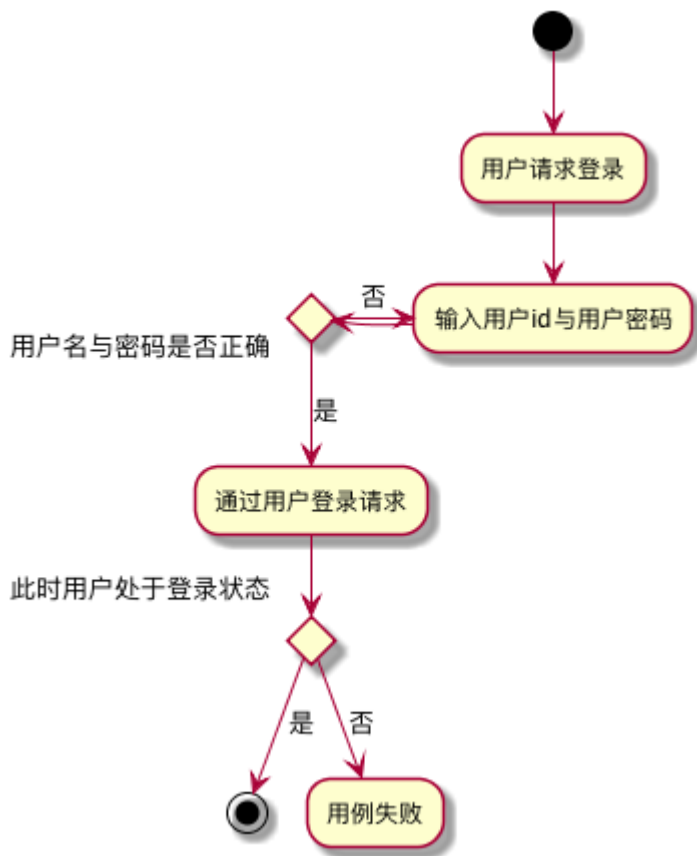 用户请求登录
否
输入用户id与用户密码
用户名与密码是否正确
是
通过用户登录请求
此时用户处于登录状态
是
否
用例失败